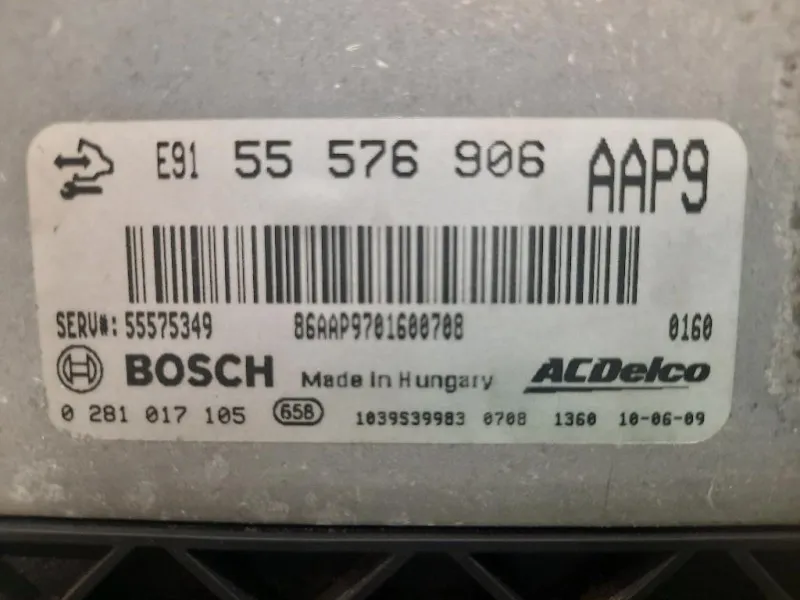 E91 55 576 906 AAP9
SERV#: 55575349 86AAP9701600708 0160
BOSCH Made in Hungary ACDelco
0 281 017 105 658 1039S39983 0708 1360 10-06-09